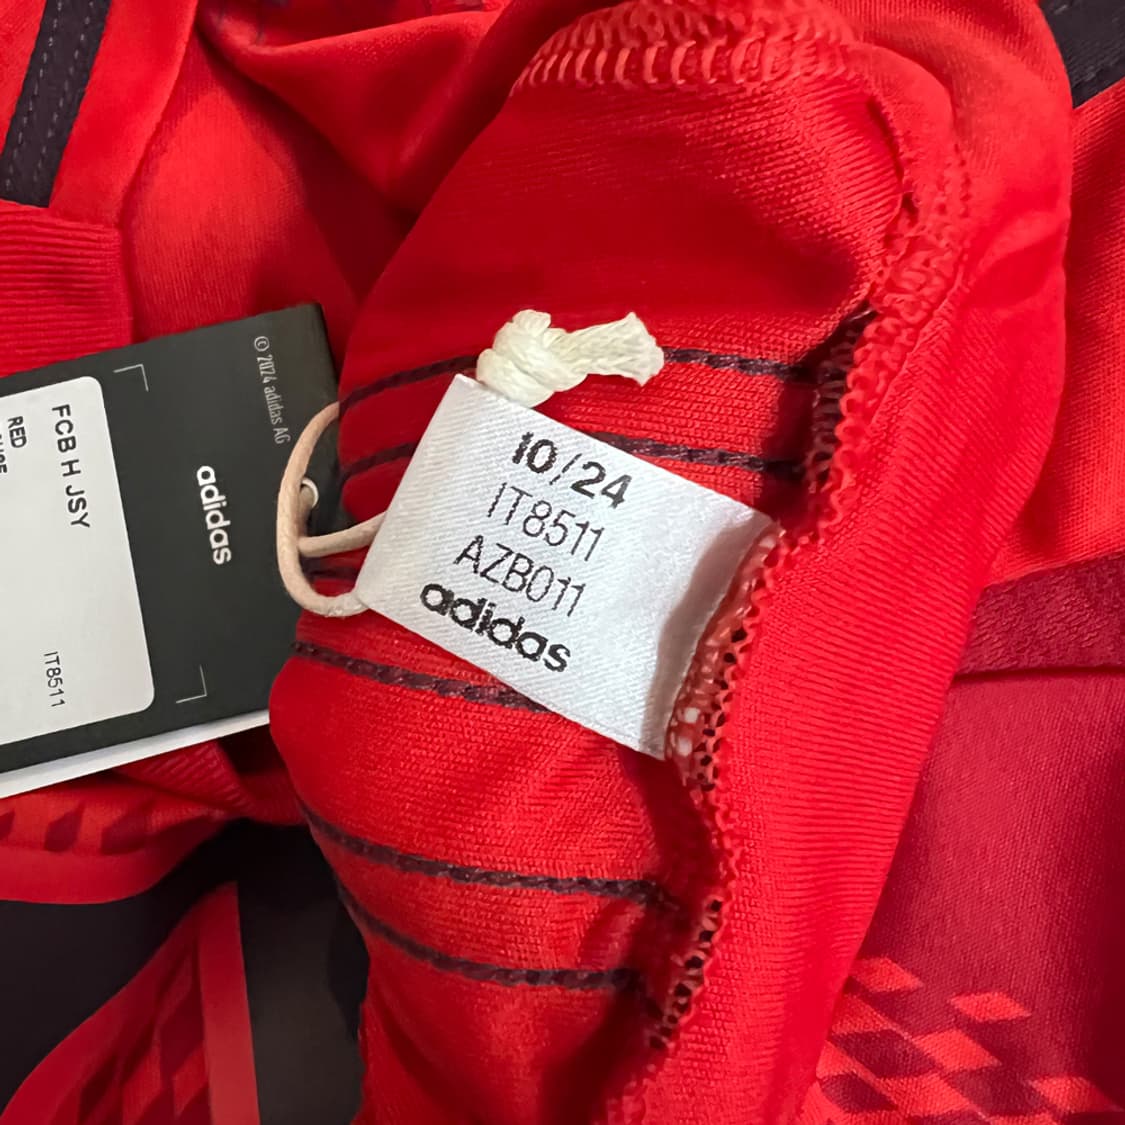 10/24
IT8511
AZB011
adidas
© 2024 adidas AG
adidas
FCB H JSY
RED
IT8511